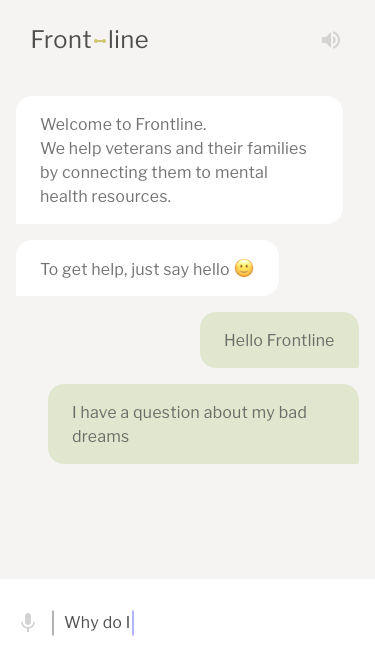 Front-line
Welcome to Frontline.
We help veterans and their families
by connecting them to mental
health resources.
To get help, just say hello 🙂
Hello Frontline
I have a question about my bad
dreams
Why do I